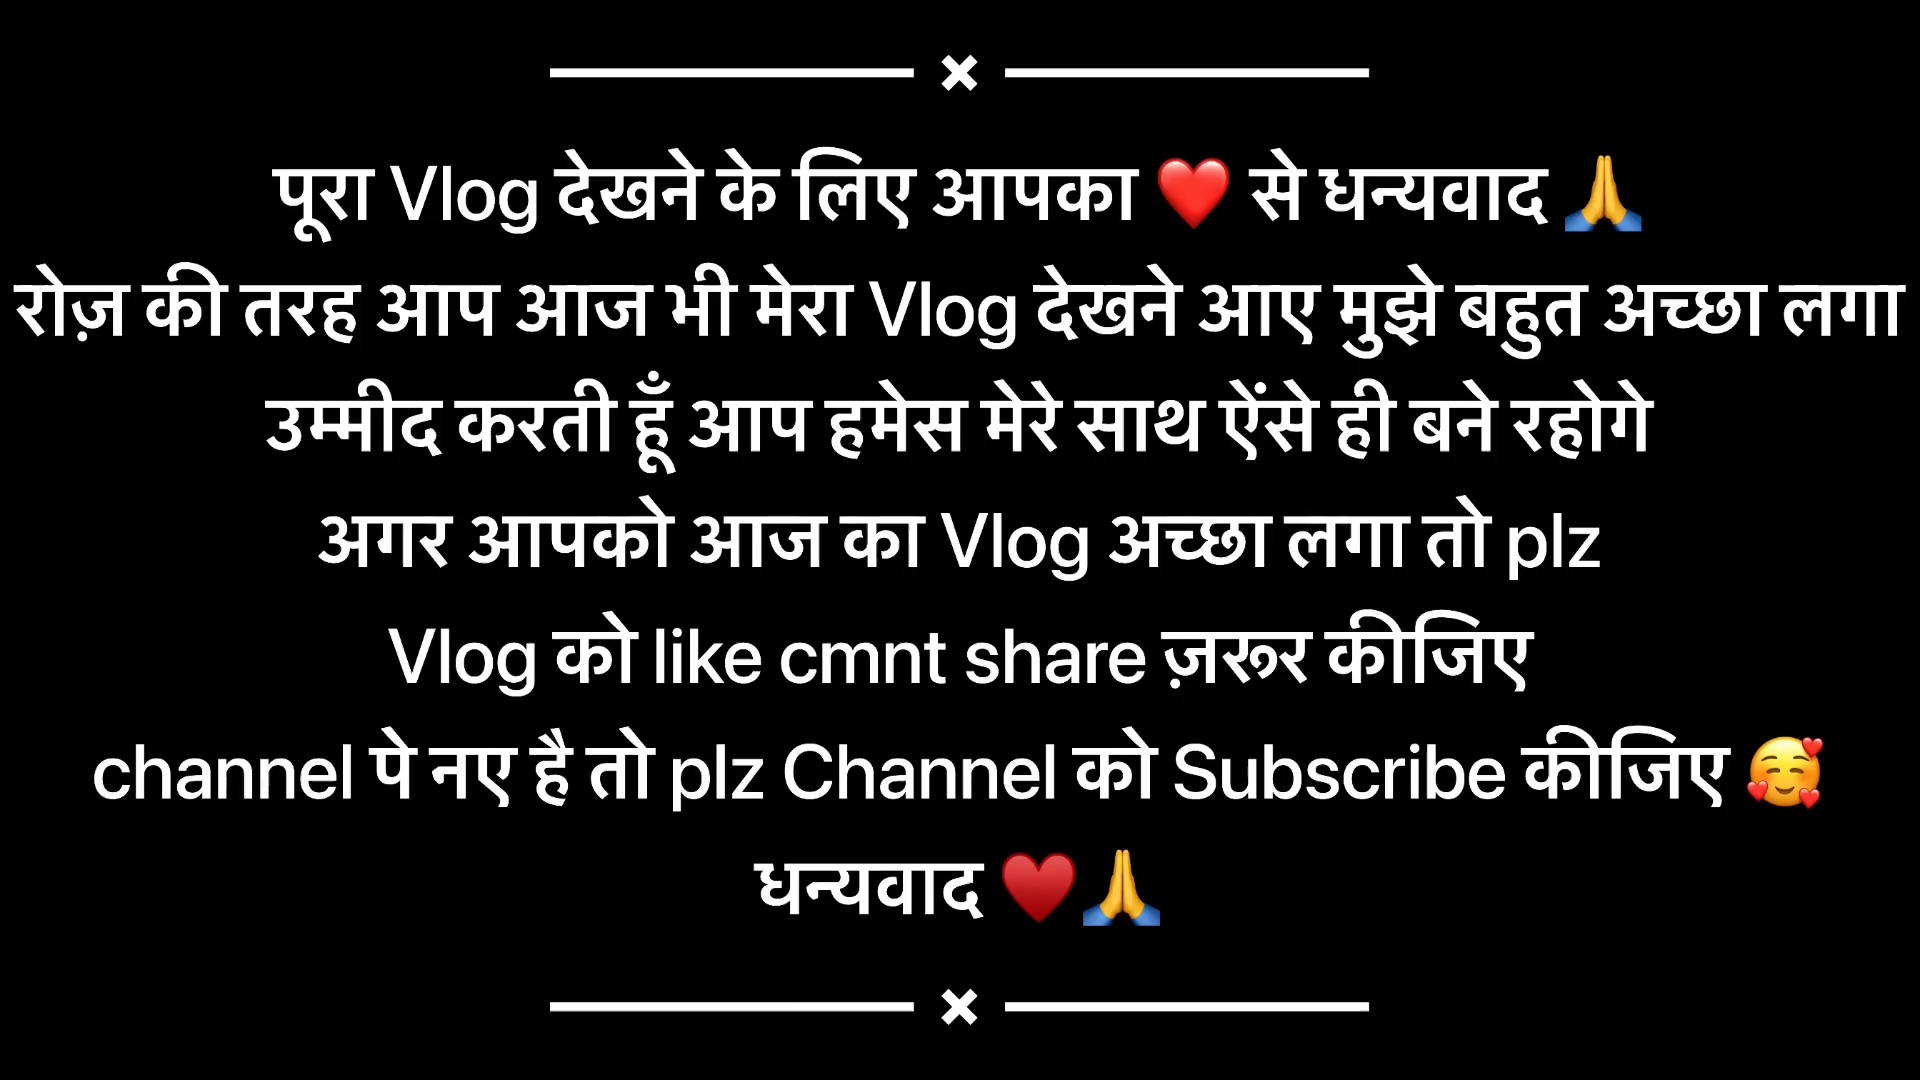 पूरा Vlog देखने के लिए आपका ❤️ से धन्यवाद 🙏
रोज़ की तरह आप आज भी मेरा Vlog देखने आए मुझे बहुत अच्छा लगा
उम्मीद करती हूँ आप हमेस मेरे साथ ऐंसे ही बने रहोगे
अगर आपको आज का Vlog अच्छा लगा तो plz
Vlog को like cmnt share ज़रूर कीजिए
channel पे नए है तो plz Channel को Subscribe कीजिए 🥰
धन्यवाद ♥️🙏